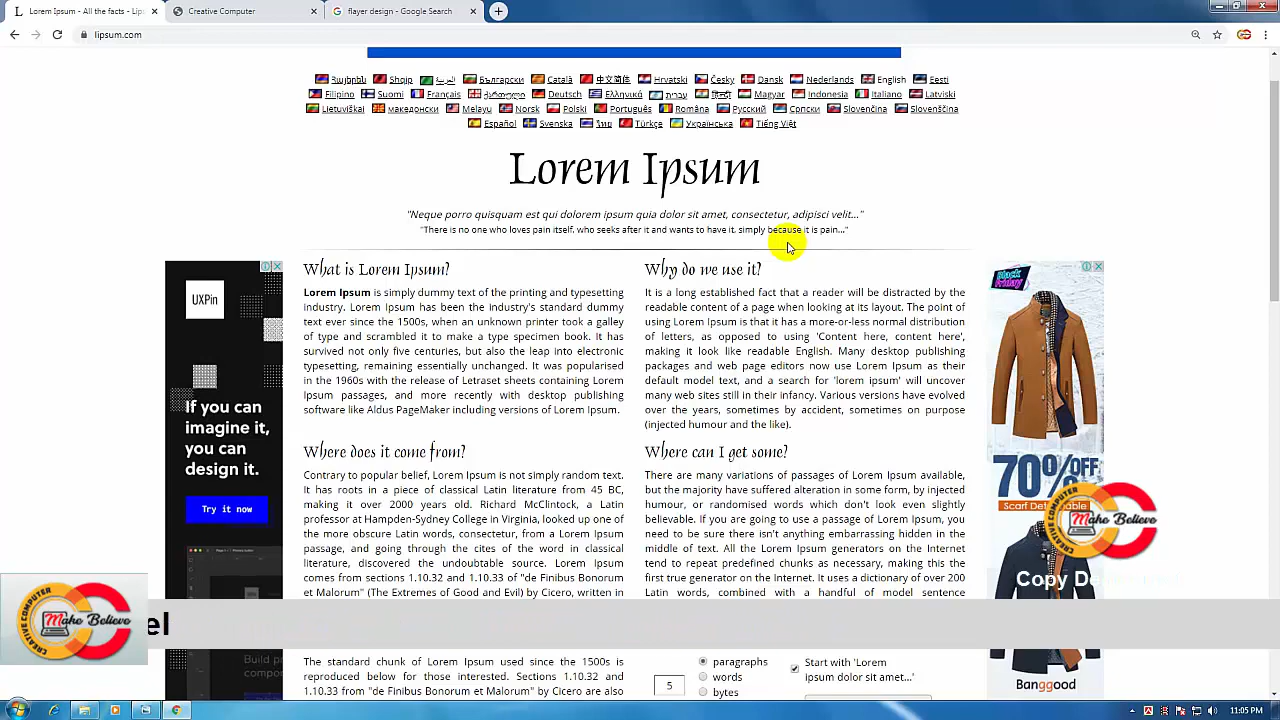 Lorem Ipsum - All the facts - Lip
Creative Computer
flayer design - Google Search
lipsum.com
Հայերեն Shqip العربية Български Català 中文简体 Hrvatski Česky Dansk Nederlands English Eesti
Filipino Suomi Français ქართული Deutsch Ελληνικά עברית हिन्दी Magyar Indonesia Italiano Latviski
Lietuviškai македонски Melayu Norsk Polski Português Româna Русский Српски Slovenčina Slovenščina
Español Svenska ไทย Türkçe Українська Tiếng Việt
Lorem Ipsum
"Neque porro quisquam est qui dolorem ipsum quia dolor sit amet, consectetur, adipisci velit..."
"There is no one who loves pain itself, who seeks after it and wants to have it, simply because it is pain..."
What is Lorem Ipsum?
Lorem Ipsum is simply dummy text of the printing and typesetting
industry. Lorem Ipsum has been the industry's standard dummy
text ever since the 1500s, when an unknown printer took a galley
of type and scrambled it to make a type specimen book. It has
survived not only five centuries, but also the leap into electronic
typesetting, remaining essentially unchanged. It was popularised
in the 1960s with the release of Letraset sheets containing Lorem
Ipsum passages, and more recently with desktop publishing
software like Aldus PageMaker including versions of Lorem Ipsum.
Why do we use it?
It is a long established fact that a reader will be distracted by the
readable content of a page when looking at its layout. The point of
using Lorem Ipsum is that it has a more-or-less normal distribution
of letters, as opposed to using 'Content here, content here',
making it look like readable English. Many desktop publishing
packages and web page editors now use Lorem Ipsum as their
default model text, and a search for 'lorem ipsum' will uncover
many web sites still in their infancy. Various versions have evolved
over the years, sometimes by accident, sometimes on purpose
(injected humour and the like).
Where does it come from?
Contrary to popular belief, Lorem Ipsum is not simply random text.
It has roots in a piece of classical Latin literature from 45 BC,
making it over 2000 years old. Richard McClintock, a Latin
professor at Hampden-Sydney College in Virginia, looked up one of
the more obscure Latin words, consectetur, from a Lorem Ipsum
passage, and going through the cites of the word in classical
literature, discovered the undoubtable source. Lorem Ipsum
comes from sections 1.10.32 and 1.10.33 of "de Finibus Bonorum
et Malorum" (The Extremes of Good and Evil) by Cicero, written in
Where can I get some?
There are many variations of passages of Lorem Ipsum available,
but the majority have suffered alteration in some form, by injected
humour, or randomised words which don't look even slightly
believable. If you are going to use a passage of Lorem Ipsum, you
need to be sure there isn't anything embarrassing hidden in the
middle of text. All the Lorem Ipsum generators on the Internet
tend to repeat predefined chunks as necessary, making this the
first true generator on the Internet. It uses a dictionary of over 200
Latin words, combined with a handful of model sentence
The standard chunk of Lorem Ipsum used since the 1500s is
reproduced below for those interested. Sections 1.10.32 and
1.10.33 from "de Finibus Bonorum et Malorum" by Cicero are also
5
paragraphs
words
bytes
Start with 'Lorem
ipsum dolor sit amet...'
UXPin
If you can
imagine it,
you can
design it.
Try it now
Build pr
compon
Black
Friday
70% OFF
Banggood
CREATIVE COMPUTER
Make Believe
Copy De
CREATIVE COMPUTER
Make Believe
el
11:05 PM